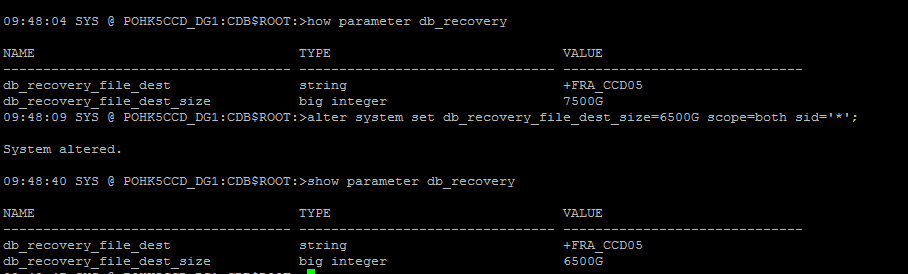 09:48:04 SYS @ POHK5CCD_DG1:CDB$ROOT:>how parameter db_recovery
NAME TYPE VALUE
------------------------------------ -------------------------------- ------------------------------
db_recovery_file_dest string +FRA_CCD05
db_recovery_file_dest_size big integer 7500G
09:48:09 SYS @ POHK5CCD_DG1:CDB$ROOT:>alter system set db_recovery_file_dest_size=6500G scope=both sid='*';
System altered.
09:48:40 SYS @ POHK5CCD_DG1:CDB$ROOT:>show parameter db_recovery
NAME TYPE VALUE
------------------------------------ -------------------------------- ------------------------------
db_recovery_file_dest string +FRA_CCD05
db_recovery_file_dest_size big integer 6500G